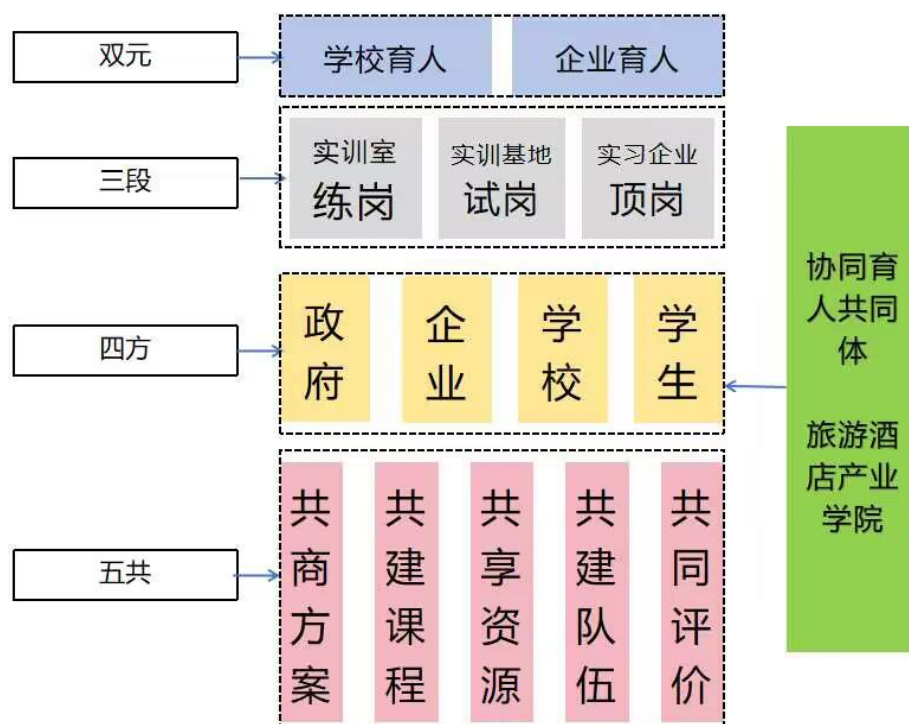 双元
学校育人
企业育人
三段
实训室
练岗
实训基地
试岗
实习企业
顶岗
四方
政府
企业
学校
学生
五共
共商方案
共建课程
共享资源
共建队伍
共同评价
协同育
人共同
体
旅游酒
店产业
学院